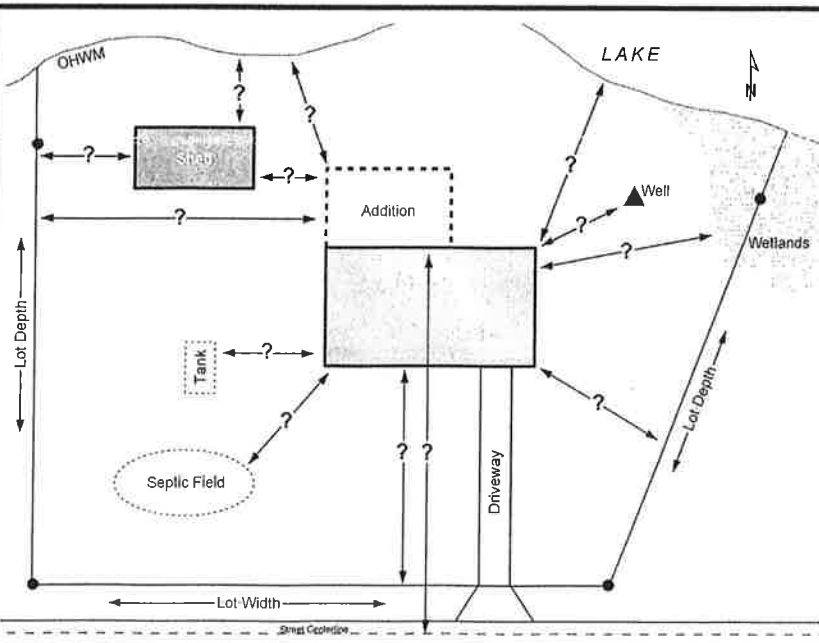 OHWM
LAKE
N
?
?
?
Shed
?
?
Well
?
Addition
?
Wetlands
?
Lot Depth
?
Tank
?
?
Lot Depth
?
?
Septic Field
Driveway
Lot Width
Street Centerline